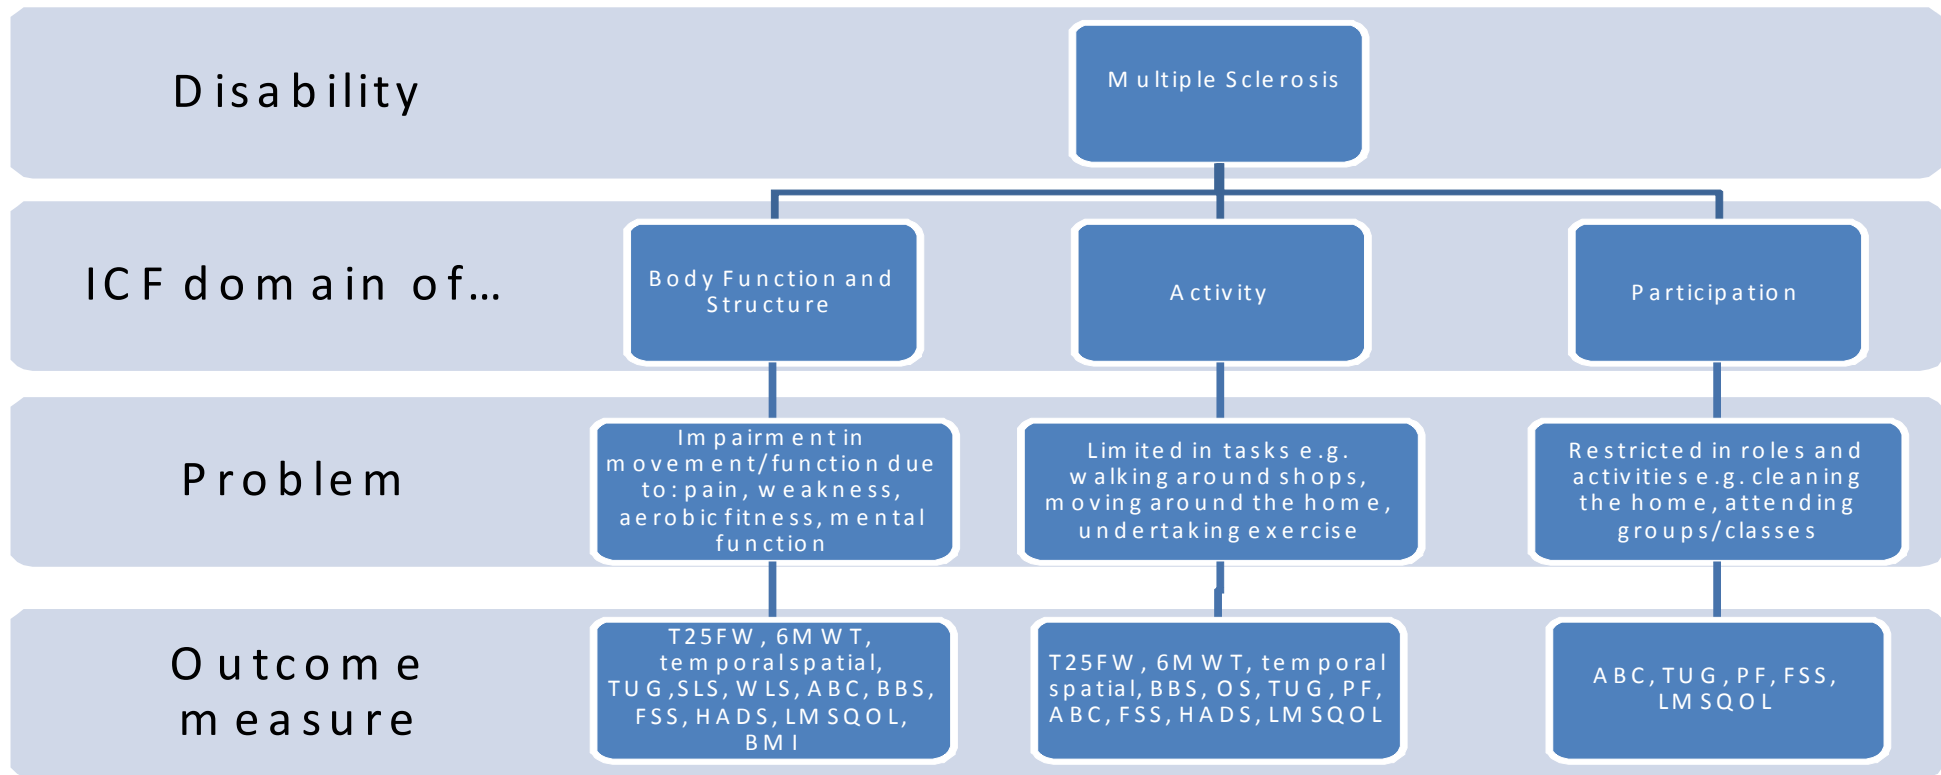 Disability
Multiple Sclerosis
ICF domain of…
Body Function and
Structure
Activity
Participation
Problem
Impairment in
movement/function due
to: pain, weakness,
aerobic fitness, mental
function
Limited in tasks e.g.
walking around shops,
moving around the home,
undertaking exercise
Restricted in roles and
activities e.g. cleaning
the home, attending
groups/classes
Outcome
measure
T25FW, 6MWT,
temporal spatial,
TUG,SLS, WLS, ABC, BBS,
FSS, HADS, LMSQOL,
BMI
T25FW, 6MWT, temporal
spatial, BBS, OS, TUG, PF,
ABC, FSS, HADS, LMSQOL
ABC, TUG, PF, FSS,
LMSQOL